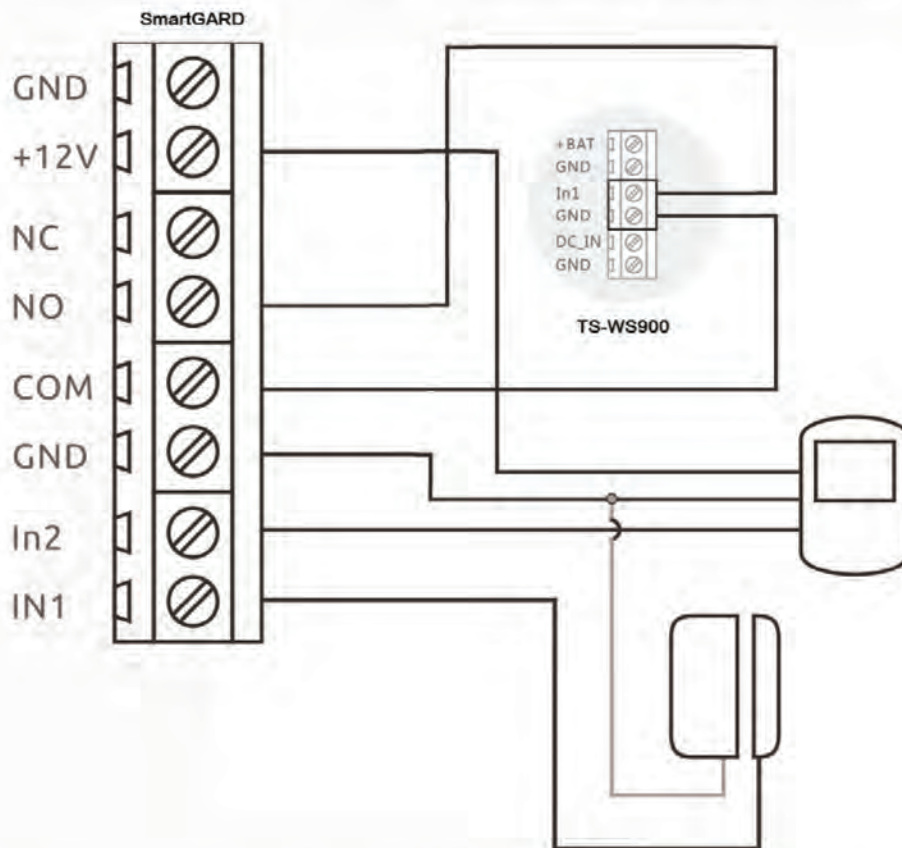 SmartGARD
GND
+12V
NC
NO
COM
GND
In2
IN1
+BAT
GND
In1
GND
DC_IN
GND
TS-WS900